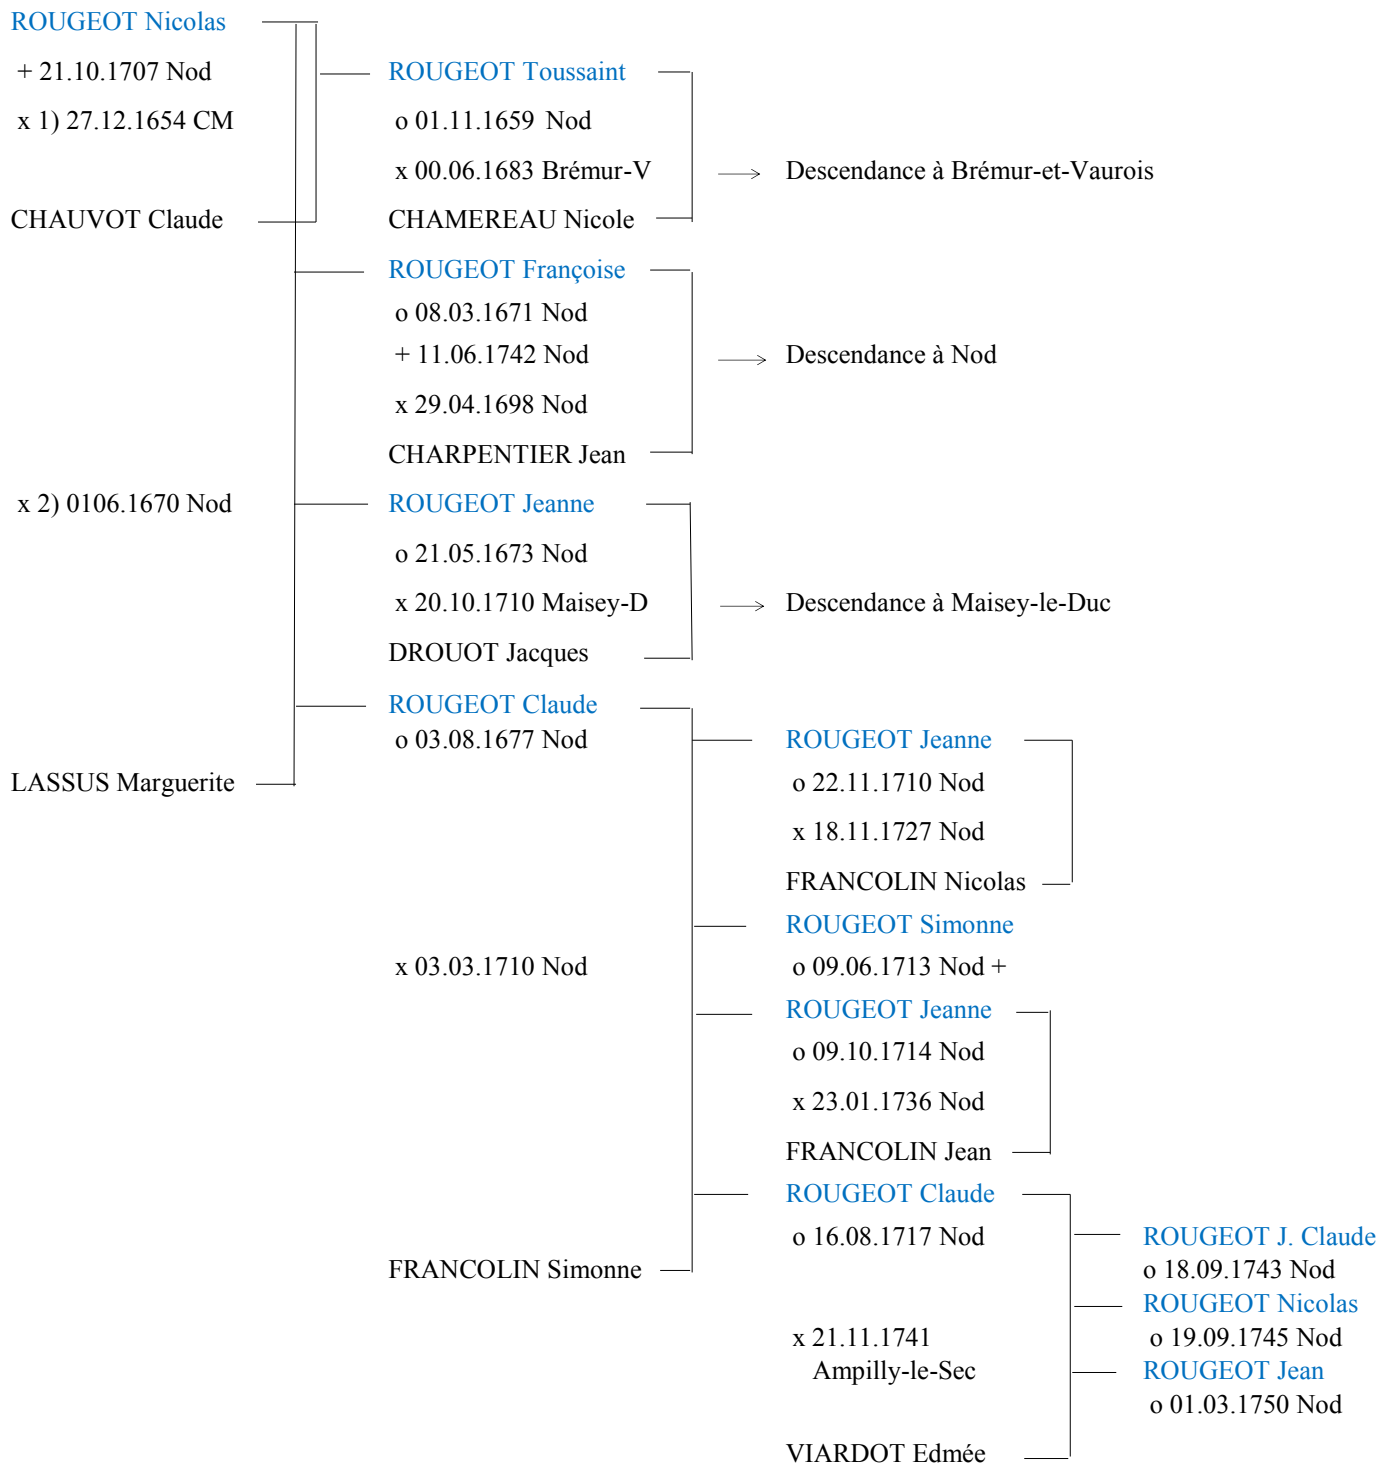 ROUGEOT Nicolas
+ 21.10.1707 Nod
x 1) 27.12.1654 CM
CHAUVOT Claude
x 2) 0106.1670 Nod
LASSUS Marguerite
ROUGEOT Toussaint
o 01.11.1659 Nod
x 00.06.1683 Brémur-V
CHAMEREAU Nicole
Descendance à Brémur-et-Vaurois
ROUGEOT Françoise
o 08.03.1671 Nod
+ 11.06.1742 Nod
x 29.04.1698 Nod
CHARPENTIER Jean
Descendance à Nod
ROUGEOT Jeanne
o 21.05.1673 Nod
x 20.10.1710 Maisey-D
DROUOT Jacques
Descendance à Maisey-le-Duc
ROUGEOT Claude
o 03.08.1677 Nod
x 03.03.1710 Nod
FRANCOLIN Simonne
ROUGEOT Jeanne
o 22.11.1710 Nod
x 18.11.1727 Nod
FRANCOLIN Nicolas
ROUGEOT Simonne
o 09.06.1713 Nod +
ROUGEOT Jeanne
o 09.10.1714 Nod
x 23.01.1736 Nod
FRANCOLIN Jean
ROUGEOT Claude
o 16.08.1717 Nod
x 21.11.1741
Ampilly-le-Sec
VIARDOT Edmée
ROUGEOT J. Claude
o 18.09.1743 Nod
ROUGEOT Nicolas
o 19.09.1745 Nod
ROUGEOT Jean
o 01.03.1750 Nod